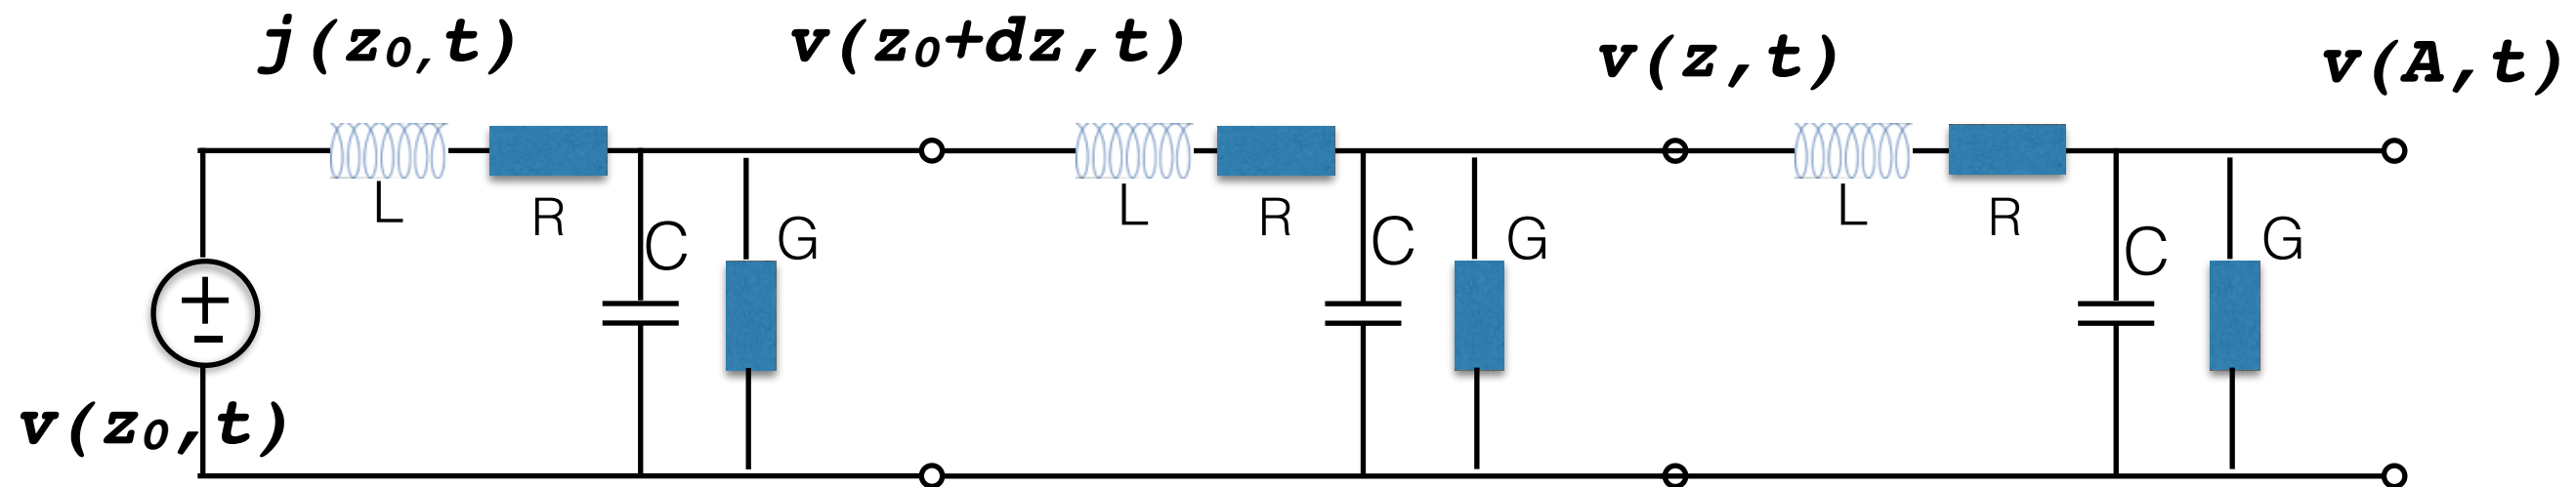 j(z₀,t)
v(z₀+dz,t)
v(z,t)
v(A,t)
L
R
C
G
L
R
C
G
L
R
C
G
+
-
v(z₀,t)